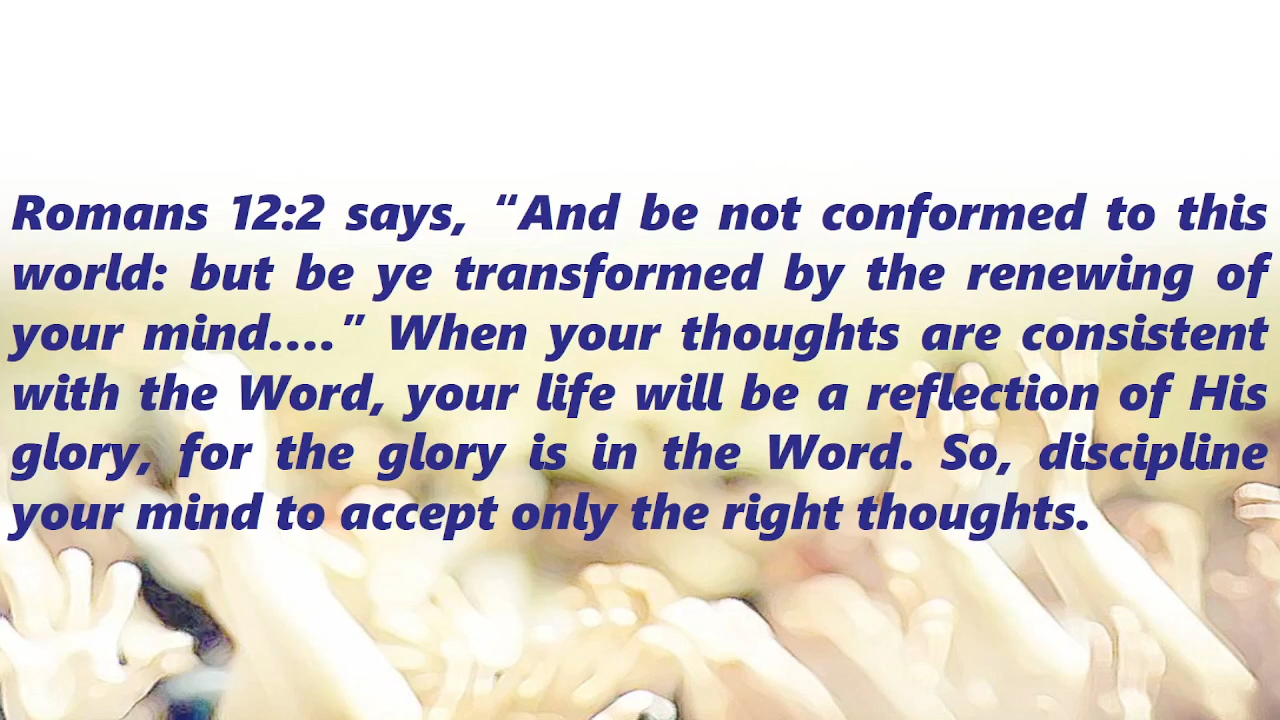 Romans 12:2 says, “And be not conformed to this
world: but be ye transformed by the renewing of
your mind....” When your thoughts are consistent
with the Word, your life will be a reflection of His
glory, for the glory is in the Word. So, discipline
your mind to accept only the right thoughts.